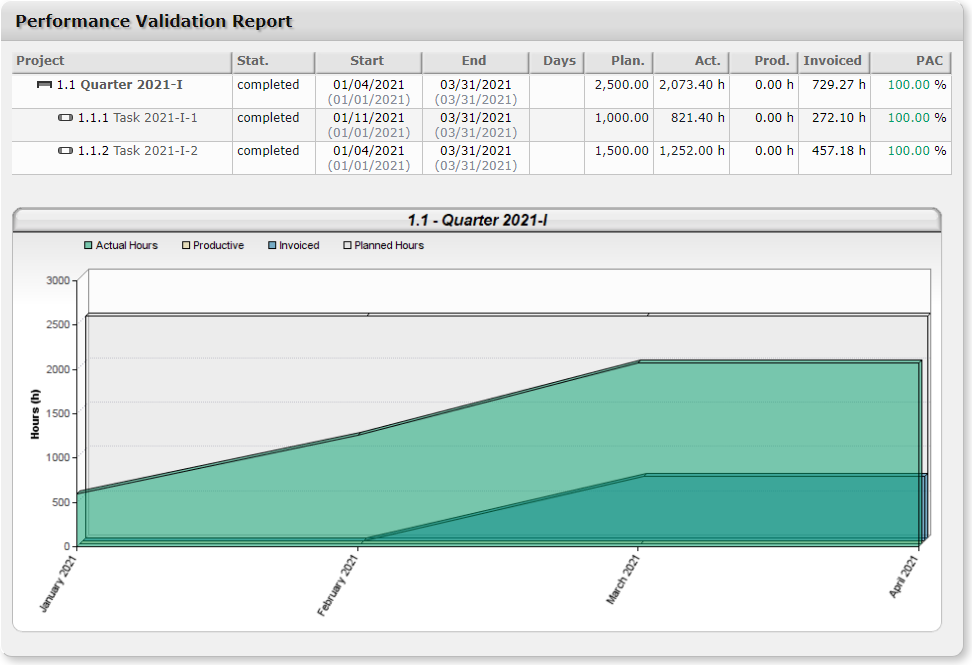 Performance Validation Report
Project Stat. Start End Days Plan. Act. Prod. Invoiced PAC
1.1 Quarter 2021-I completed 01/04/2021 03/31/2021 2,500.00 2,073.40 h 0.00 h 729.27 h 100.00 %
(01/01/2021) (03/31/2021)
1.1.1 Task 2021-I-1 completed 01/11/2021 03/31/2021 1,000.00 821.40 h 0.00 h 272.10 h 100.00 %
(01/01/2021) (03/31/2021)
1.1.2 Task 2021-I-2 completed 01/04/2021 03/31/2021 1,500.00 1,252.00 h 0.00 h 457.18 h 100.00 %
(01/01/2021) (03/31/2021)
1.1 - Quarter 2021-I
Actual Hours Productive Invoiced Planned Hours
3000
2500
2000
1500
1000
500
0
Hours (h)
January 2021 February 2021 March 2021 April 2021